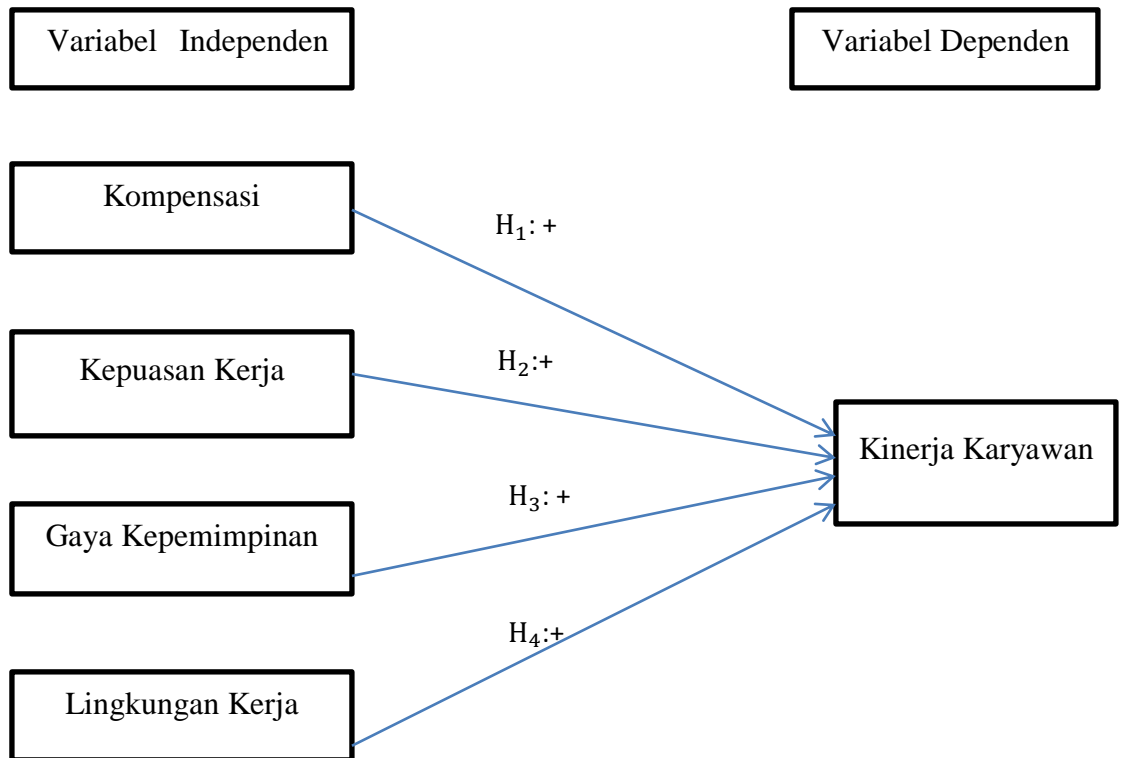 Variabel Independen
Variabel Dependen
Kompensasi
H₁: +
Kepuasan Kerja
H₂:+
Kinerja Karyawan
Gaya Kepemimpinan
H₃: +
Lingkungan Kerja
H₄:+